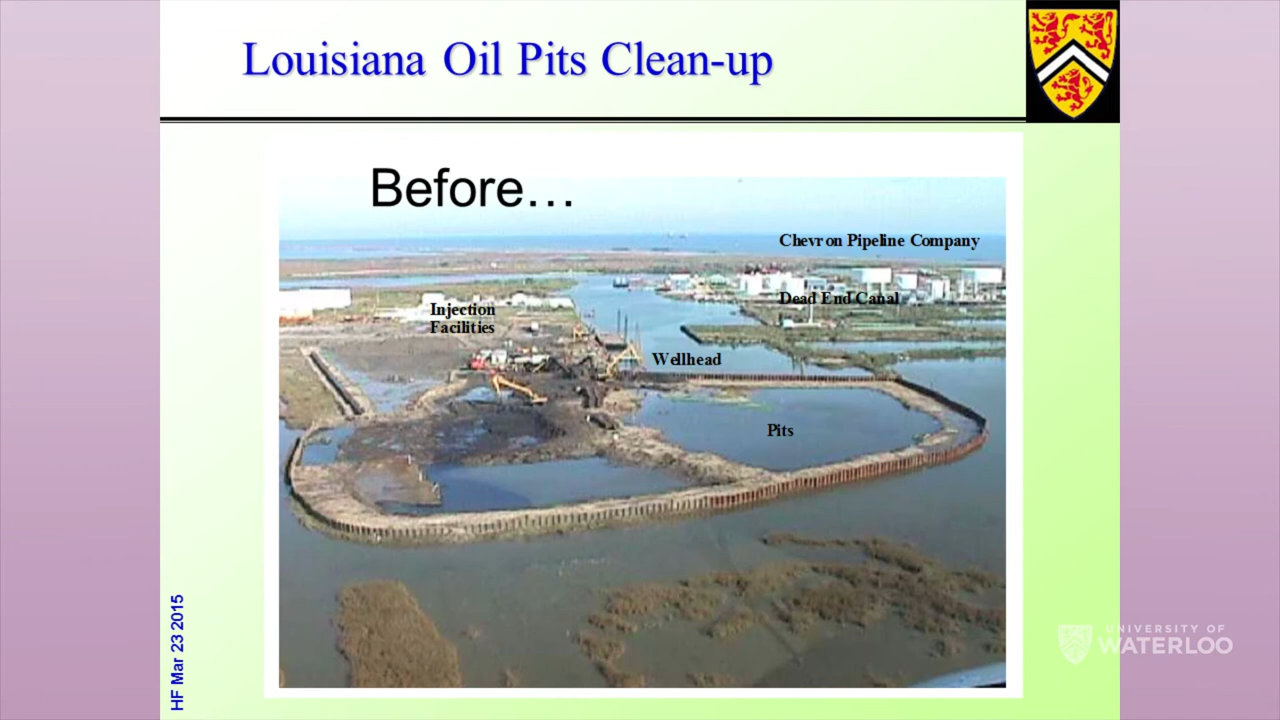 Louisiana Oil Pits Clean-up
Before…
Chevron Pipeline Company
Dead End Canal
Injection
Facilities
Wellhead
Pits
HF Mar 23 2015
UNIVERSITY OF
WATERLOO